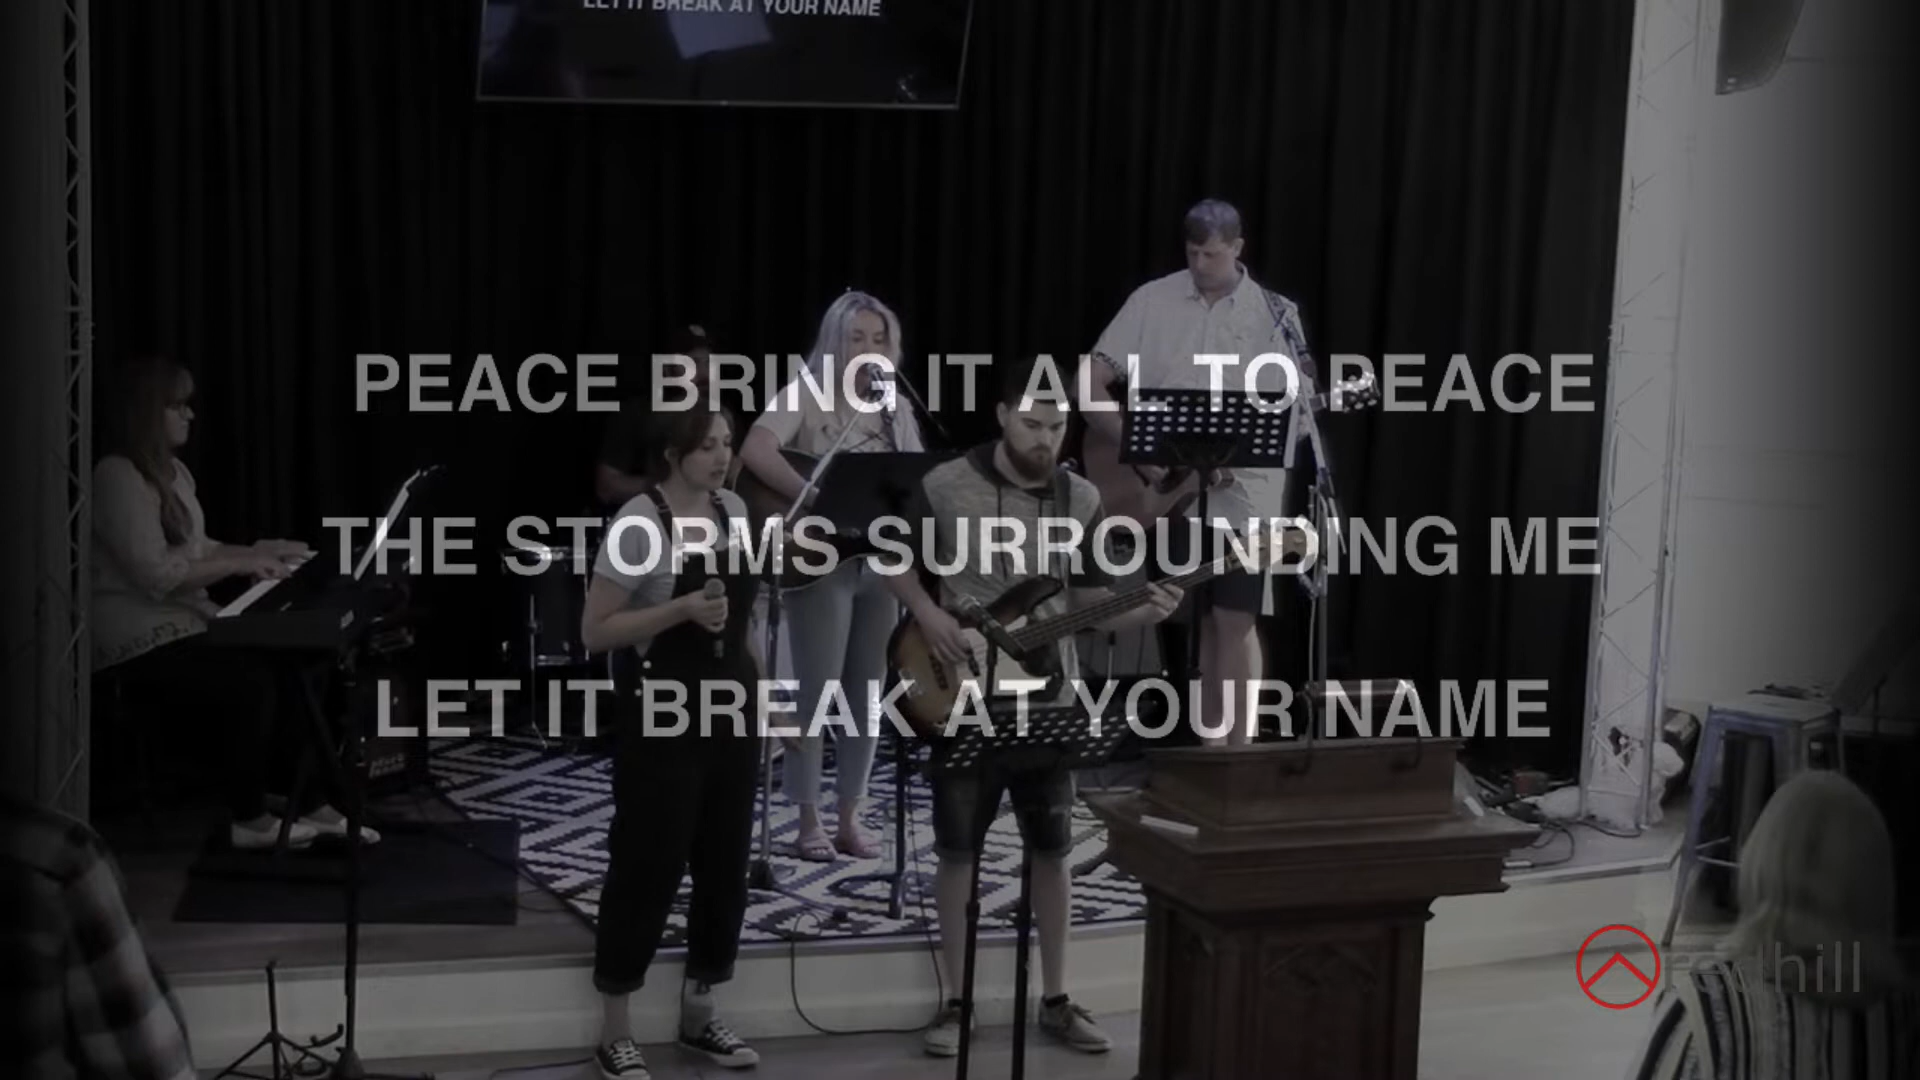 LET IT BREAK AT YOUR NAME
PEACE BRING IT ALL TO PEACE
THE STORMS SURROUNDING ME
LET IT BREAK AT YOUR NAME
redhill